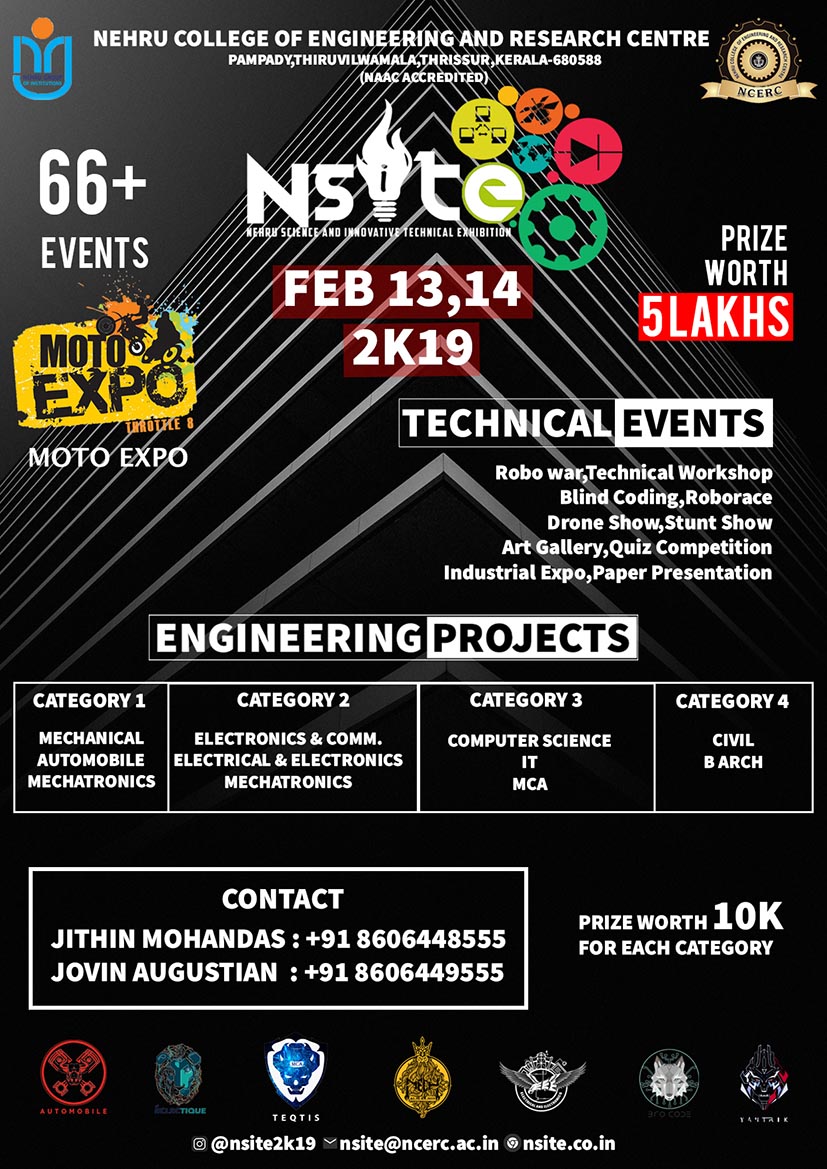 NEHRU COLLEGE OF ENGINEERING AND RESEARCH CENTRE
PAMPADY,THIRUVILWAMALA,THRISSUR,KERALA-680588
(NAAC ACCREDITED)
NCERC
66+
EVENTS
Nsite
NEHRU SCIENCE AND INNOVATIVE TECHNICAL EXHIBITION
FEB 13,14
2K19
PRIZE
WORTH
5LAKHS
MOTO
EXPO
THROTTLE 8
MOTO EXPO
TECHNICAL EVENTS
Robo war,Technical Workshop
Blind Coding,Roborace
Drone Show,Stunt Show
Art Gallery,Quiz Competition
Industrial Expo,Paper Presentation
ENGINEERING PROJECTS
CATEGORY 1
MECHANICAL
AUTOMOBILE
MECHATRONICS
CATEGORY 2
ELECTRONICS & COMM.
ELECTRICAL & ELECTRONICS
MECHATRONICS
CATEGORY 3
COMPUTER SCIENCE
IT
MCA
CATEGORY 4
CIVIL
B ARCH
CONTACT
JITHIN MOHANDAS : +91 8606448555
JOVIN AUGUSTIAN : +91 8606449555
PRIZE WORTH 10K
FOR EACH CATEGORY
AUTOMOBILE
ECLACTIQUE
MCA
TEQTIS
EEE
BRO CODE
@nsite2k19 nsite@ncerc.ac.in nsite.co.in